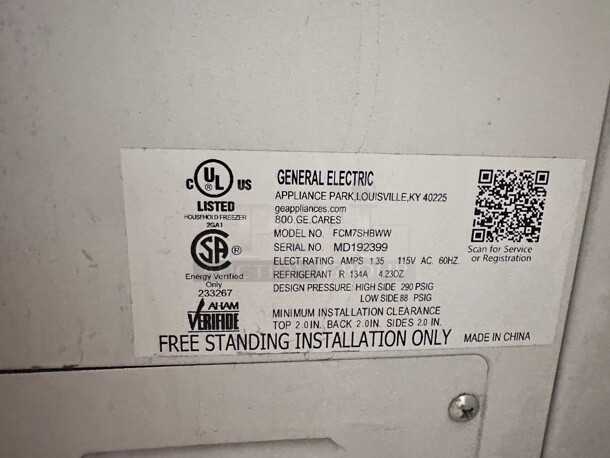 C UL ® US
LISTED
HOUSEHOLD FREEZER
2GA1
SA ®
Energy Verified
Only
233267
AHAM
VERIFIDE
GENERAL ELECTRIC
APPLIANCE PARK,LOUISVILLE,KY 40225
geappliances.com
800.GE.CARES
MODEL NO. FCM7SHBWW
SERIAL NO. MD192399
ELECT RATING AMPS 1.35 115V AC. 60HZ.
REFRIGERANT R 134A 4.23OZ.
DESIGN PRESSURE: HIGH SIDE 290 PSIG
LOW SIDE 88 PSIG
MINIMUM INSTALLATION CLEARANCE
TOP 2.0 IN. BACK 2.0 IN. SIDES 2.0 IN.
FREE STANDING INSTALLATION ONLY
MADE IN CHINA
Scan for Service
or Registration